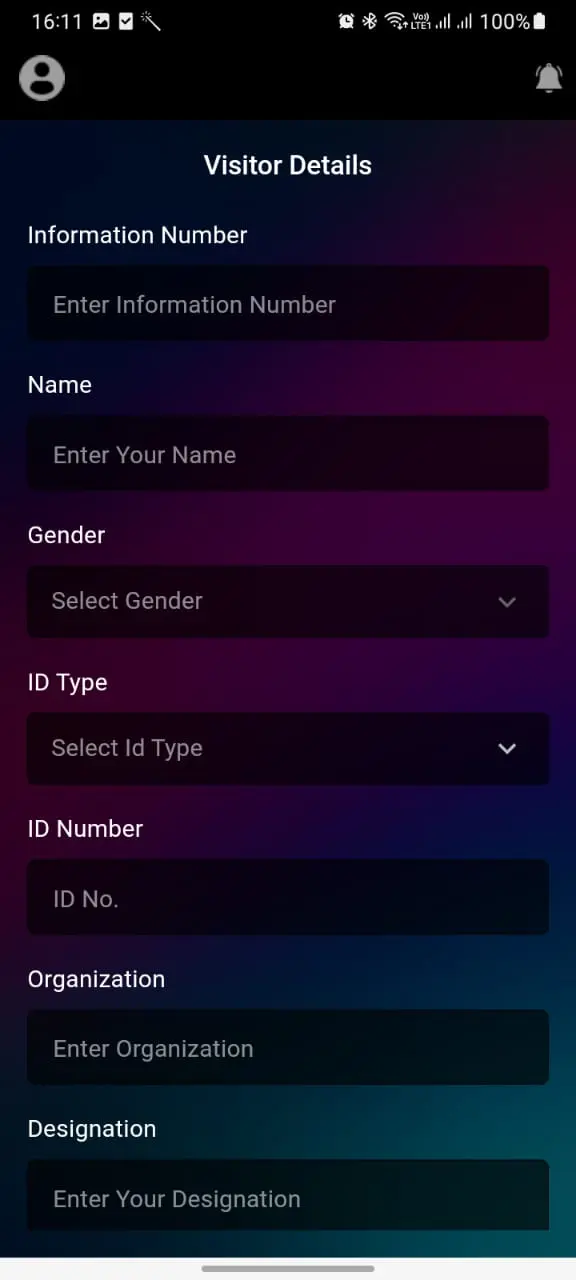 16:11 Vo)) LTE1 100%
Visitor Details
Information Number
Enter Information Number
Name
Enter Your Name
Gender
Select Gender
ID Type
Select Id Type
ID Number
ID No.
Organization
Enter Organization
Designation
Enter Your Designation